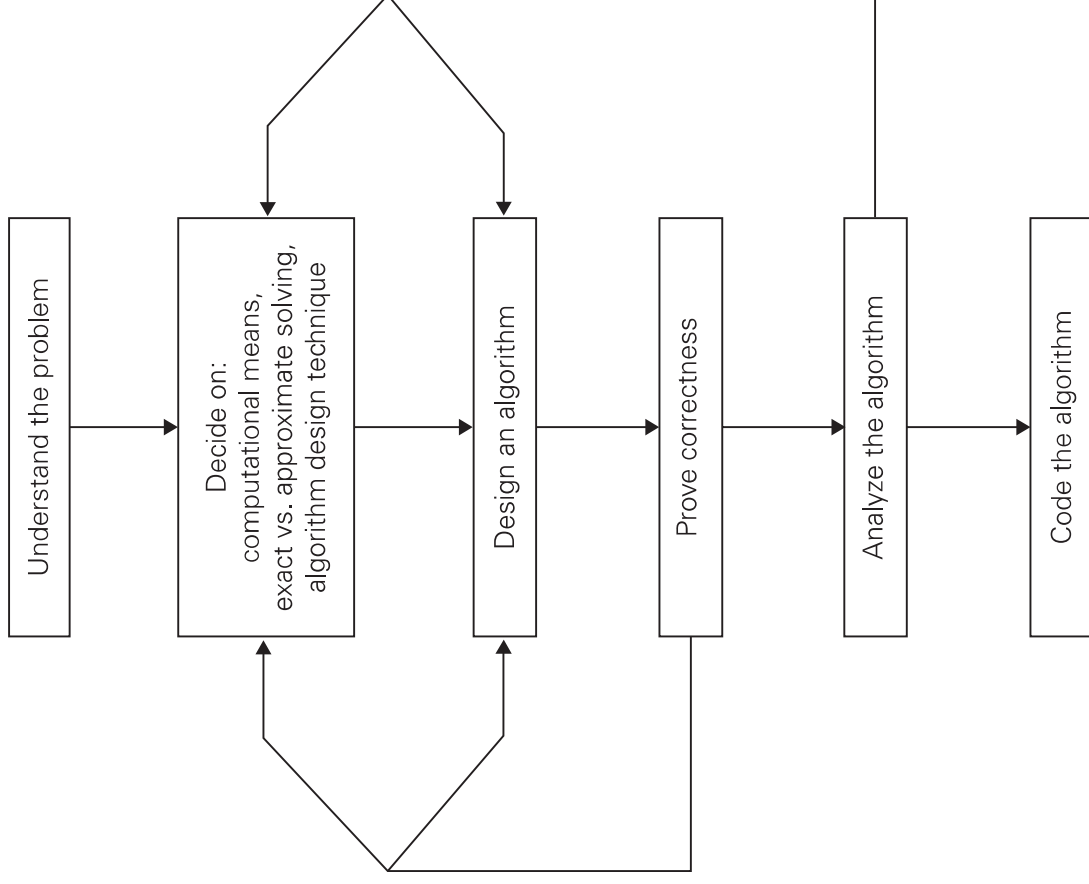 Understand the problem
Decide on:
computational means,
exact vs. approximate solving,
algorithm design technique
Design an algorithm
Prove correctness
Analyze the algorithm
Code the algorithm